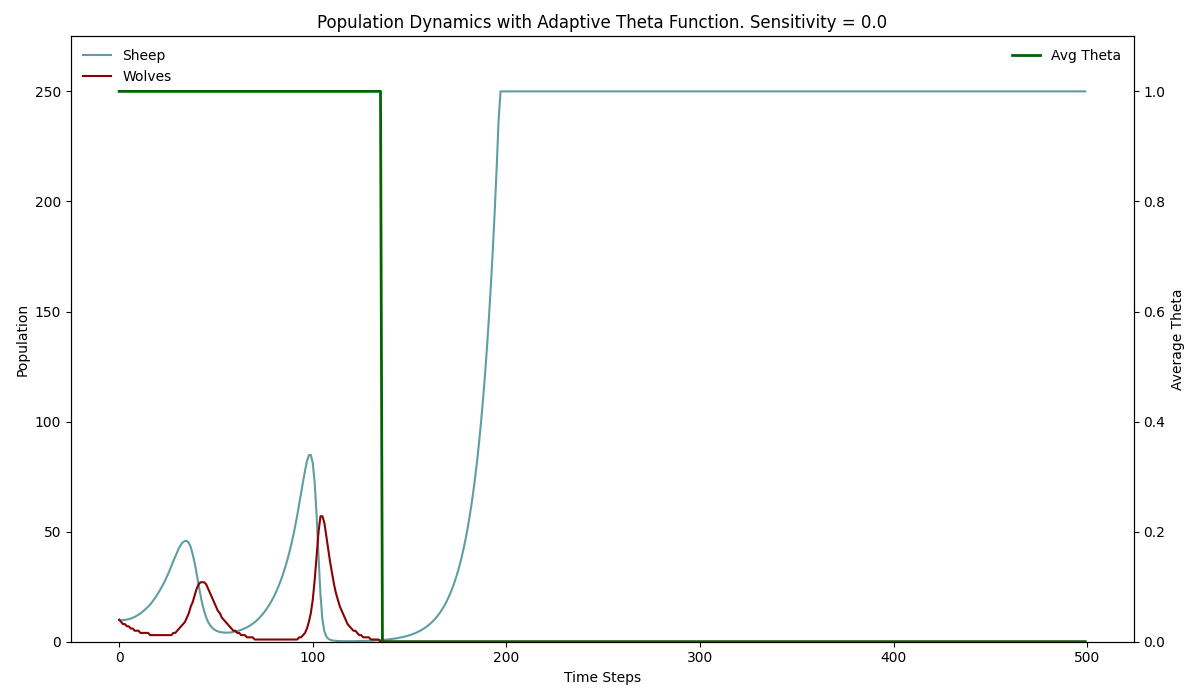 Population Dynamics with Adaptive Theta Function. Sensitivity = 0.0
Sheep
Wolves
Avg Theta
Population
250
200
150
100
50
0
1.0
0.8
0.6
0.4
0.2
0.0
Average Theta
0 100 200 300 400 500
Time Steps